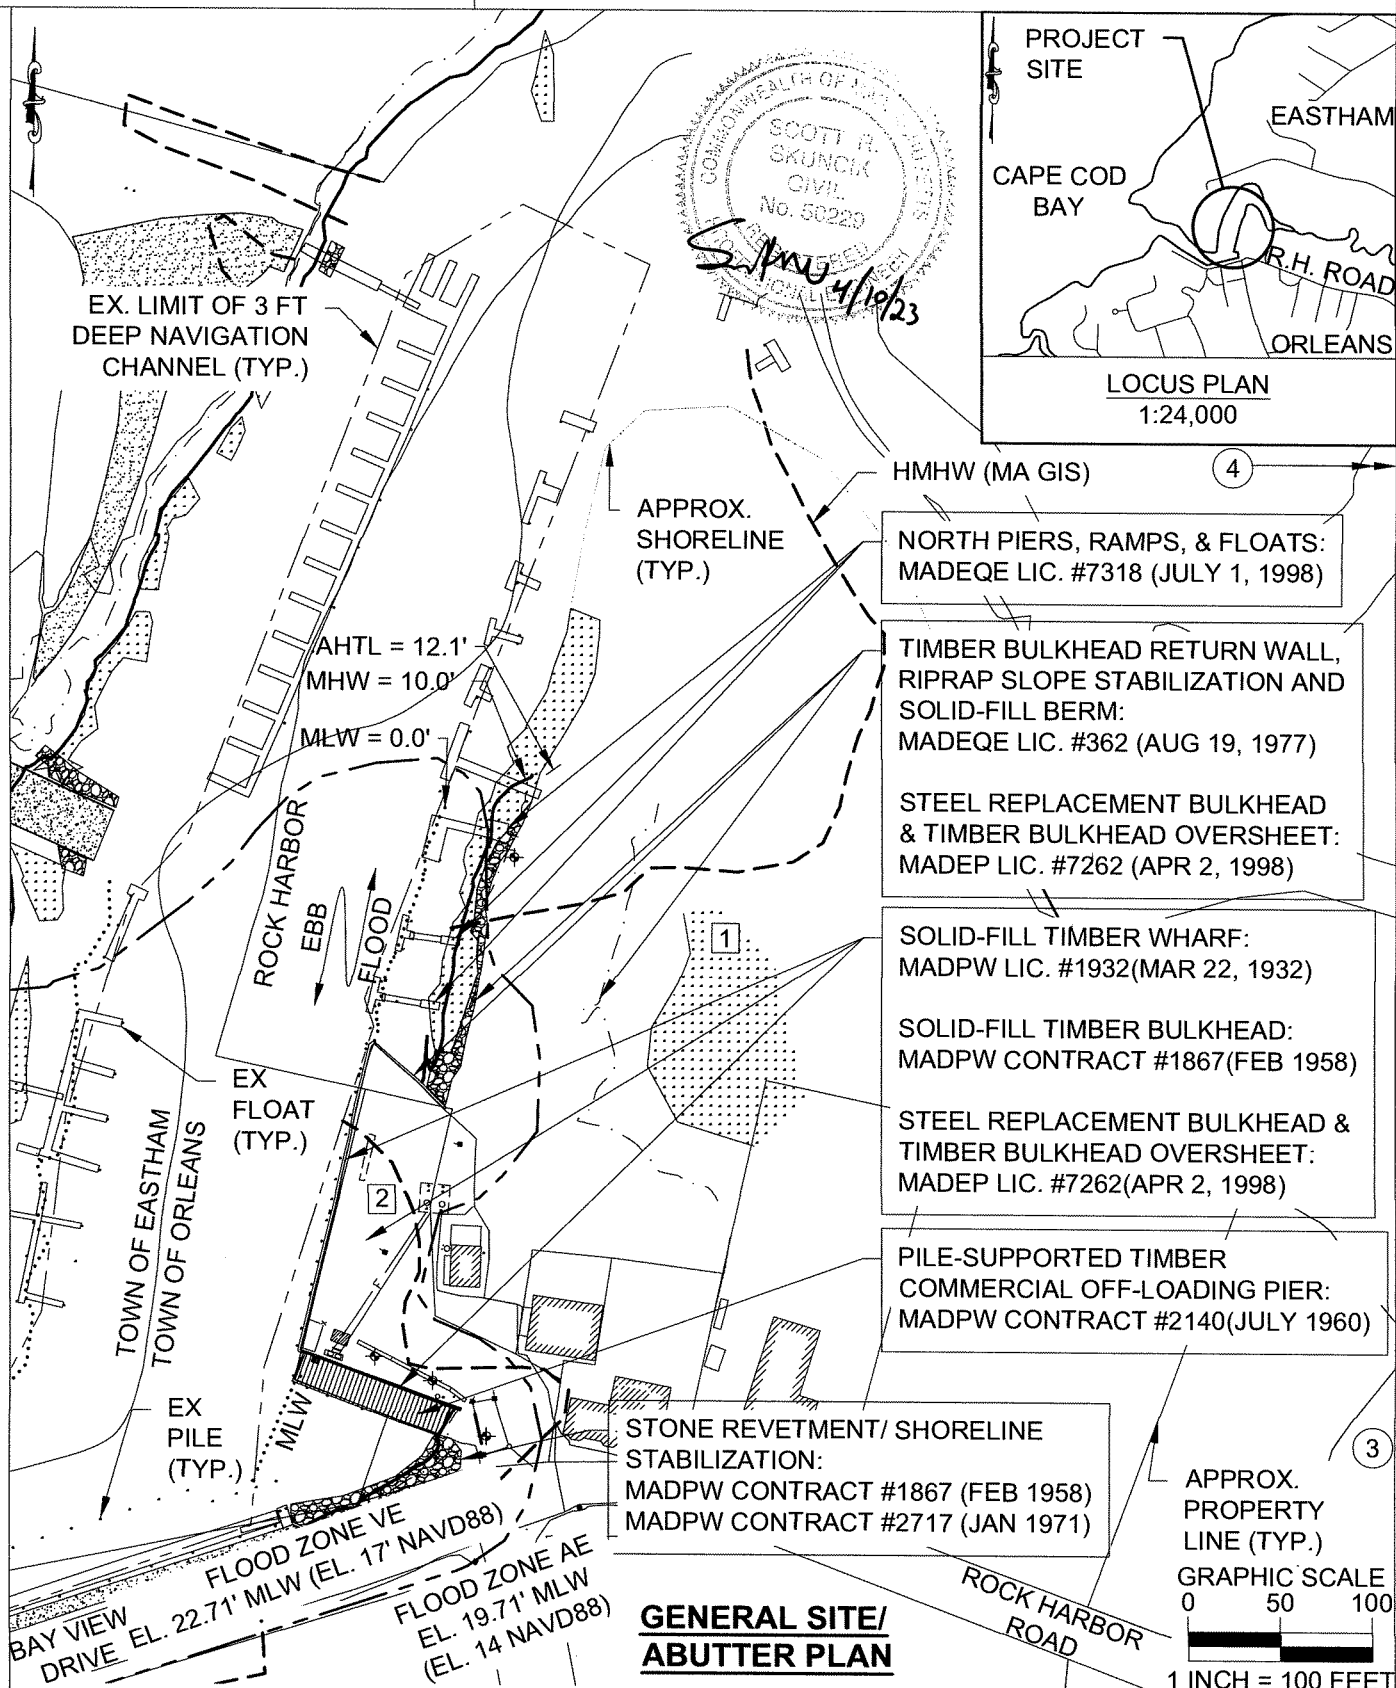 PROJECT
SITE
EASTHAM
CAPE COD
BAY
R.H. ROAD
ORLEANS
LOCUS PLAN
1:24,000
SCOTT R.
SKUNCIK
CIVIL
No. 50229
4/10/23
EX. LIMIT OF 3 FT
DEEP NAVIGATION
CHANNEL (TYP.)
HMHW (MA GIS)
4
APPROX.
SHORELINE
(TYP.)
NORTH PIERS, RAMPS, & FLOATS:
MADEQE LIC. #7318 (JULY 1, 1998)
TIMBER BULKHEAD RETURN WALL,
RIPRAP SLOPE STABILIZATION AND
SOLID-FILL BERM:
MADEQE LIC. #362 (AUG 19, 1977)
STEEL REPLACEMENT BULKHEAD
& TIMBER BULKHEAD OVERSHEET:
MADEP LIC. #7262 (APR 2, 1998)
AHTL = 12.1'
MHW = 10.0'
MLW = 0.0'
ROCK HARBOR
EBB
FLOOD
1
SOLID-FILL TIMBER WHARF:
MADPW LIC. #1932(MAR 22, 1932)
SOLID-FILL TIMBER BULKHEAD:
MADPW CONTRACT #1867(FEB 1958)
STEEL REPLACEMENT BULKHEAD &
TIMBER BULKHEAD OVERSHEET:
MADEP LIC. #7262(APR 2, 1998)
EX
FLOAT
(TYP.)
2
TOWN OF EASTHAM
TOWN OF ORLEANS
PILE-SUPPORTED TIMBER
COMMERCIAL OFF-LOADING PIER:
MADPW CONTRACT #2140(JULY 1960)
EX
PILE
(TYP.)
MLW
STONE REVETMENT/ SHORELINE
STABILIZATION:
MADPW CONTRACT #1867 (FEB 1958)
MADPW CONTRACT #2717 (JAN 1971)
3
APPROX.
PROPERTY
LINE (TYP.)
FLOOD ZONE VE
EL. 22.71' MLW (EL. 17' NAVD88)
FLOOD ZONE AE
EL. 19.71' MLW
(EL. 14 NAVD88)
BAY VIEW
DRIVE
ROCK HARBOR
ROAD
GENERAL SITE/
ABUTTER PLAN
GRAPHIC SCALE
0 50 100
1 INCH = 100 FEET